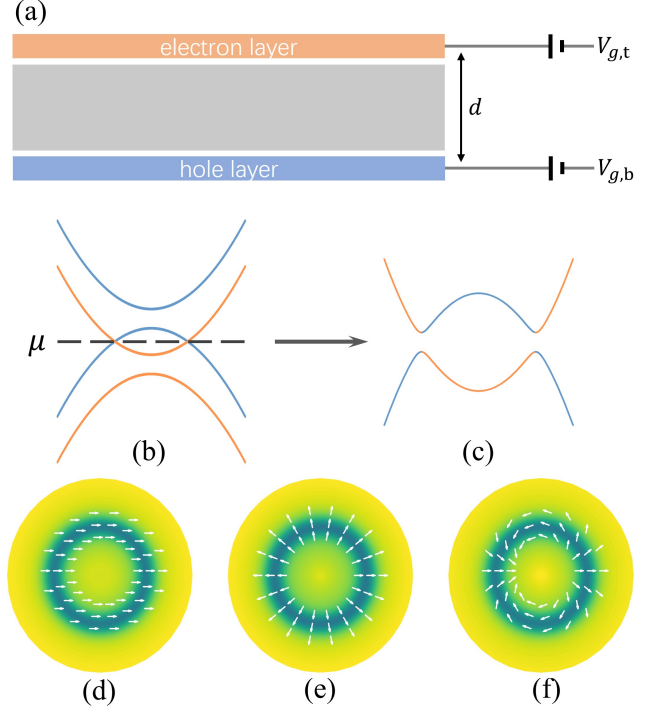 (a)
electron layer
V_{g,t}
d
hole layer
V_{g,b}
μ
(b)
(c)
(d)
(e)
(f)